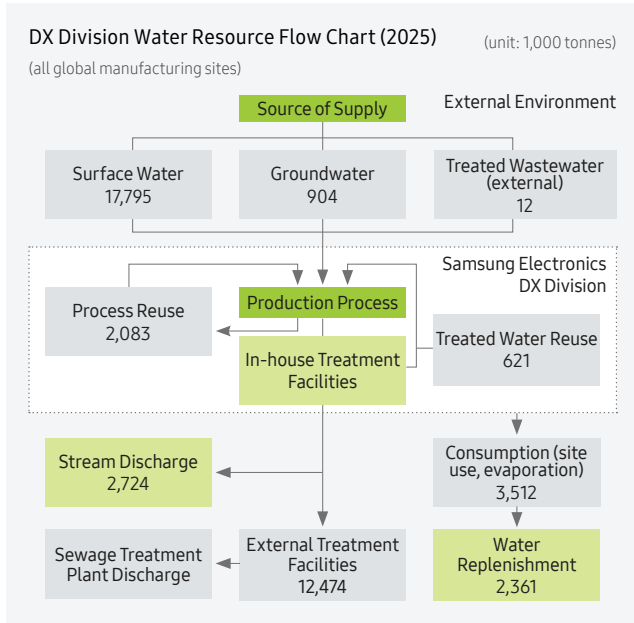 DX Division Water Resource Flow Chart (2025)
(unit: 1,000 tonnes)
(all global manufacturing sites)
External Environment
Source of Supply
Surface Water
17,795
Groundwater
904
Treated Wastewater
(external)
12
Samsung Electronics
DX Division
Process Reuse
2,083
Production Process
In-house Treatment
Facilities
Treated Water Reuse
621
Stream Discharge
2,724
Consumption (site
use, evaporation)
3,512
Sewage Treatment
Plant Discharge
External Treatment
Facilities
12,474
Water
Replenishment
2,361